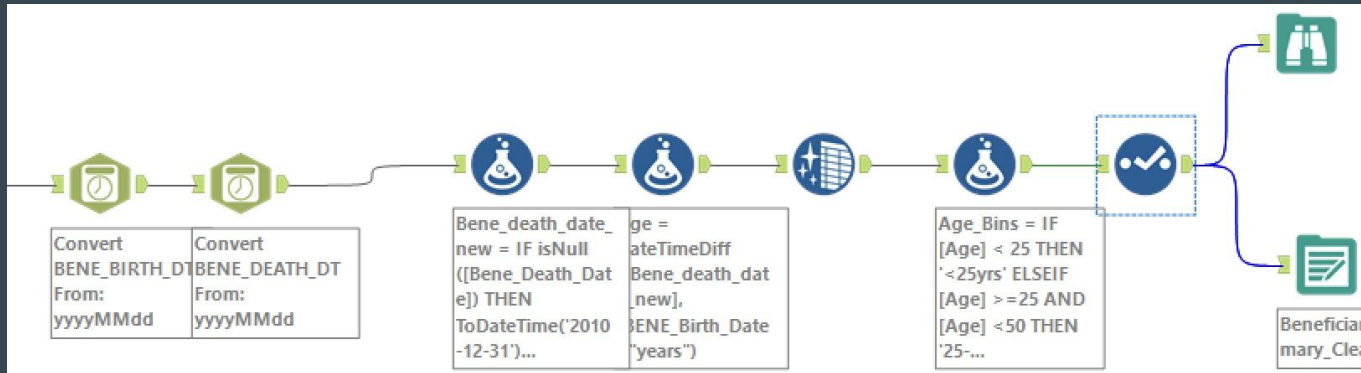 Convert
BENE_BIRTH_DT
From:
yyyyMMdd
Convert
BENE_DEATH_DT
From:
yyyyMMdd
Bene_death_date_
new = IF isNull
([Bene_Death_Dat
e]) THEN
ToDateTime('2010
-12-31')...
ge =
ateTimeDiff
Bene_death_dat
_new],
BENE_Birth_Date
"years")
Age_Bins = IF
[Age] < 25 THEN
'<25yrs' ELSEIF
[Age] >=25 AND
[Age] <50 THEN
'25-...
Beneficiar
mary_Clea